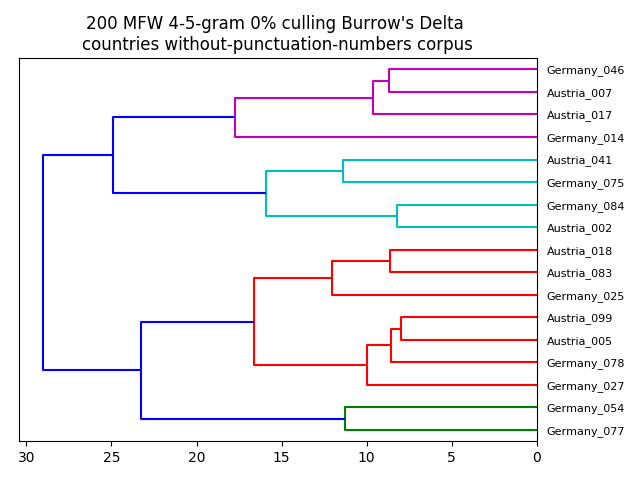 200 MFW 4-5-gram 0% culling Burrow's Delta
countries without-punctuation-numbers corpus
Germany_046
Austria_007
Austria_017
Germany_014
Austria_041
Germany_075
Germany_084
Austria_002
Austria_018
Austria_083
Germany_025
Austria_099
Austria_005
Germany_078
Germany_027
Germany_054
Germany_077
30 25 20 15 10 5 0